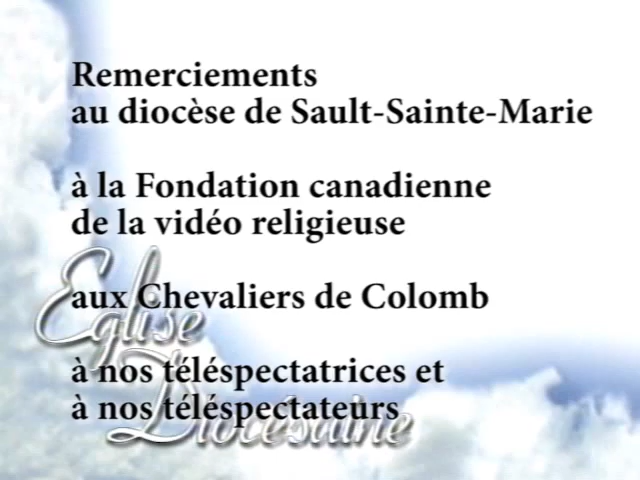 Remerciements
au diocèse de Sault-Sainte-Marie
à la Fondation canadienne
de la vidéo religieuse
aux Chevaliers de Colomb
Eglise
à nos téléspectatrices et
à nos téléspectateurs
Diocésaine